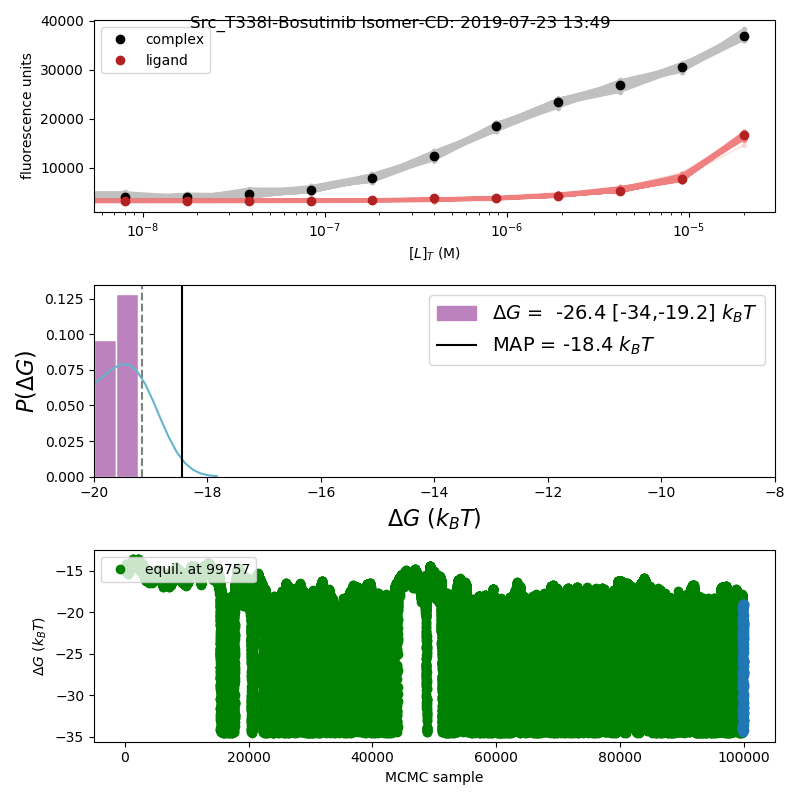 Src_T338I-Bosutinib Isomer-CD: 2019-07-23 13:49
40000
30000
20000
10000
fluorescence units
complex
ligand
10⁻⁸
10⁻⁷
10⁻⁶
10⁻⁵
[L]_T (M)
0.125
0.100
0.075
0.050
0.025
0.000
P(ΔG)
ΔG = -26.4 [-34,-19.2] k_BT
MAP = -18.4 k_BT
−20
−18
−16
−14
−12
−10
−8
ΔG (k_BT)
−15
−20
−25
−30
−35
ΔG (k_BT)
equil. at 99757
0
20000
40000
60000
80000
100000
MCMC sample